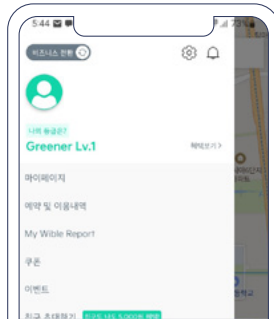 5:44
73%
비즈니스 전환
나의 등급은?
Greener Lv.1
혜택보기 >
마이페이지
예약 및 이용내역
My Wible Report
쿠폰
이벤트
친구 초대하기